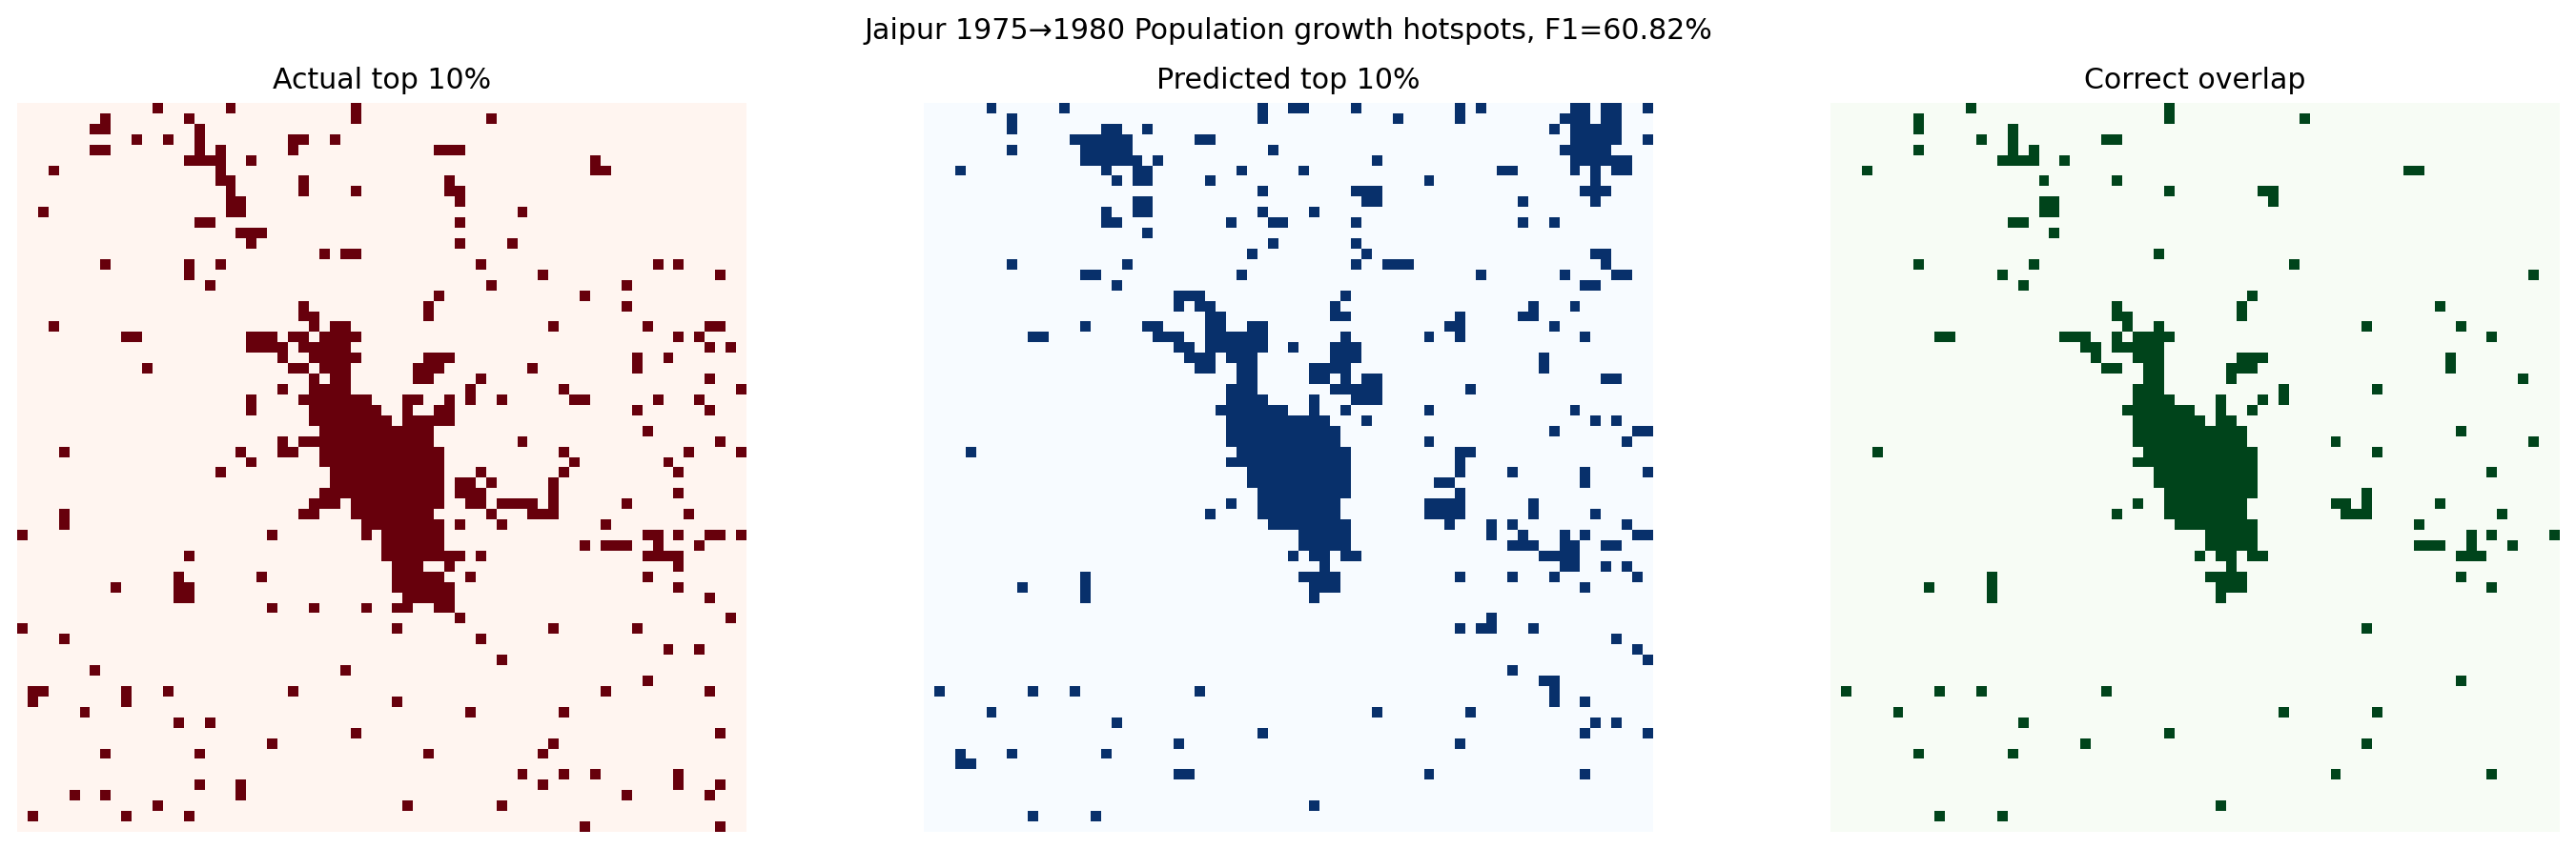 Jaipur 1975→1980 Population growth hotspots, F1=60.82%
Actual top 10%
Predicted top 10%
Correct overlap